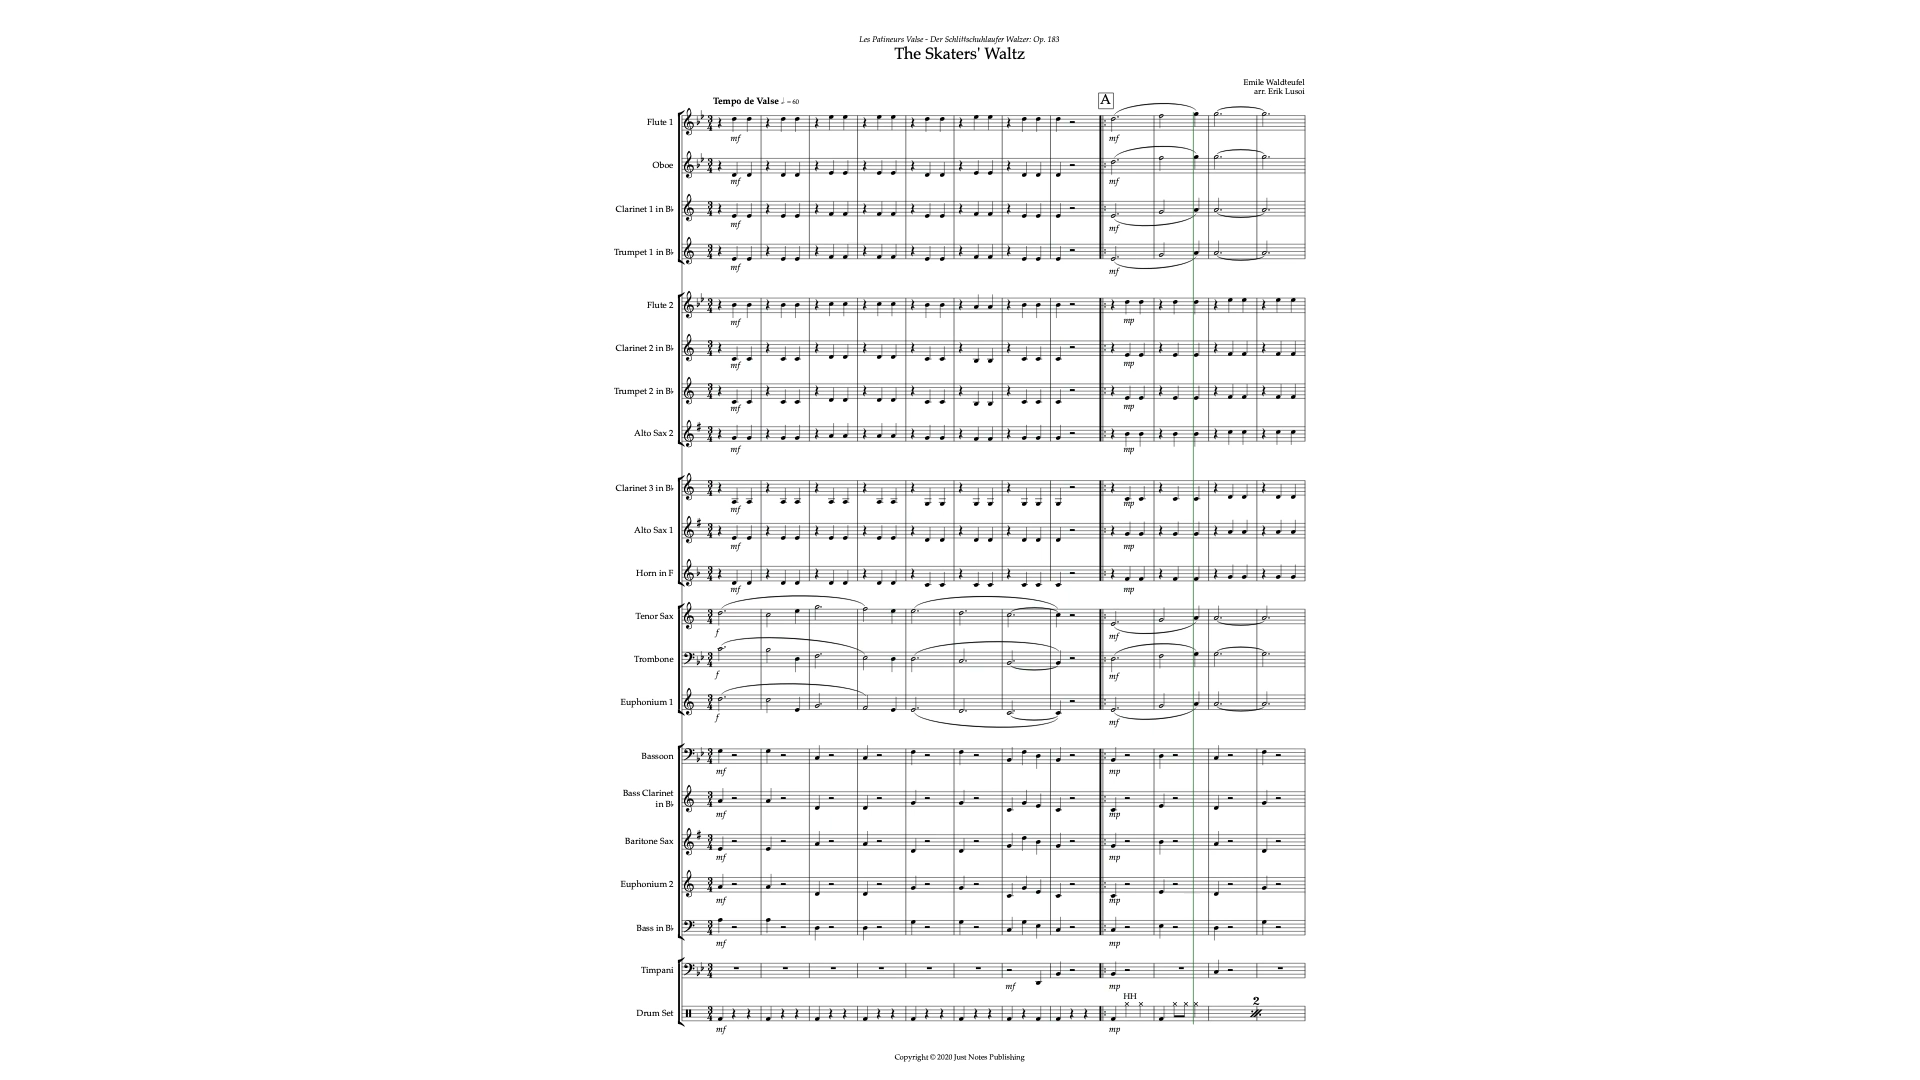 Les Patineurs Valse - Der Schlittschuhlaufer Walzer: Op. 183
The Skaters' Waltz
Emile Waldteufel
arr. Erik Lusoi
Tempo de Valse 𝅗𝅥. = 60
A
Flute 1
mf
mf
Oboe
mf
mf
Clarinet 1 in B♭
mf
mf
Trumpet 1 in B♭
mf
mf
Flute 2
mf
mp
Clarinet 2 in B♭
mf
mp
Trumpet 2 in B♭
mf
mp
Alto Sax 2
mf
mp
Clarinet 3 in B♭
mf
mp
Alto Sax 1
mf
mp
Horn in F
mf
mp
Tenor Sax
f
mf
Trombone
f
mf
Euphonium 1
f
mf
Bassoon
mf
mp
Bass Clarinet
in B♭
mf
mp
Baritone Sax
mf
mp
Euphonium 2
mf
mp
Bass in B♭
mf
mp
Timpani
mf
mp
HH
2
Drum Set
mf
mp
Copyright © 2020 Just Notes Publishing